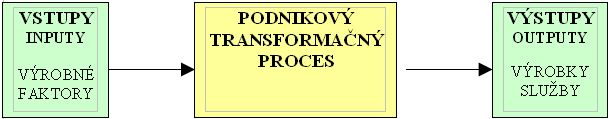 VSTUPY
INPUTY
VÝROBNÉ
FAKTORY
PODNIKOVÝ
TRANSFORMAČNÝ
PROCES
VÝSTUPY
OUTPUTY
VÝROBKY
SLUŽBY